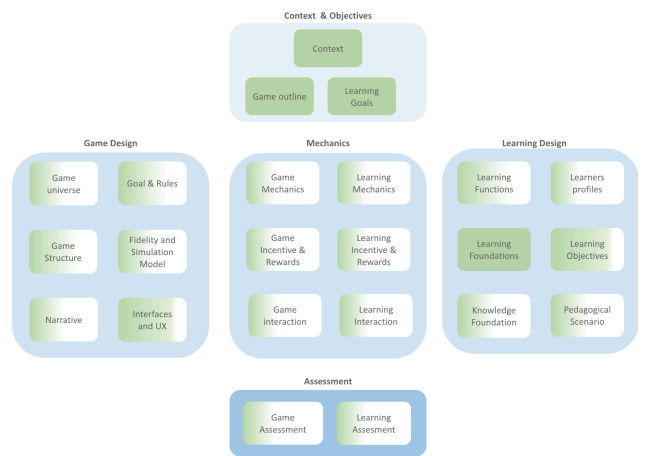 Context & Objectives
Context
Game outline
Learning
Goals
Game Design
Game
universe
Goal & Rules
Game
Structure
Fidelity and
Simulation
Model
Narrative
Interfaces
and UX
Mechanics
Game
Mechanics
Learning
Mechanics
Game
Incentive &
Rewards
Learning
Incentive &
Rewards
Game
interaction
Learning
Interaction
Learning Design
Learning
Functions
Learners
profiles
Learning
Foundations
Learning
Objectives
Knowledge
Foundation
Pedagogical
Scenario
Assessment
Game
Assessment
Learning
Assesment